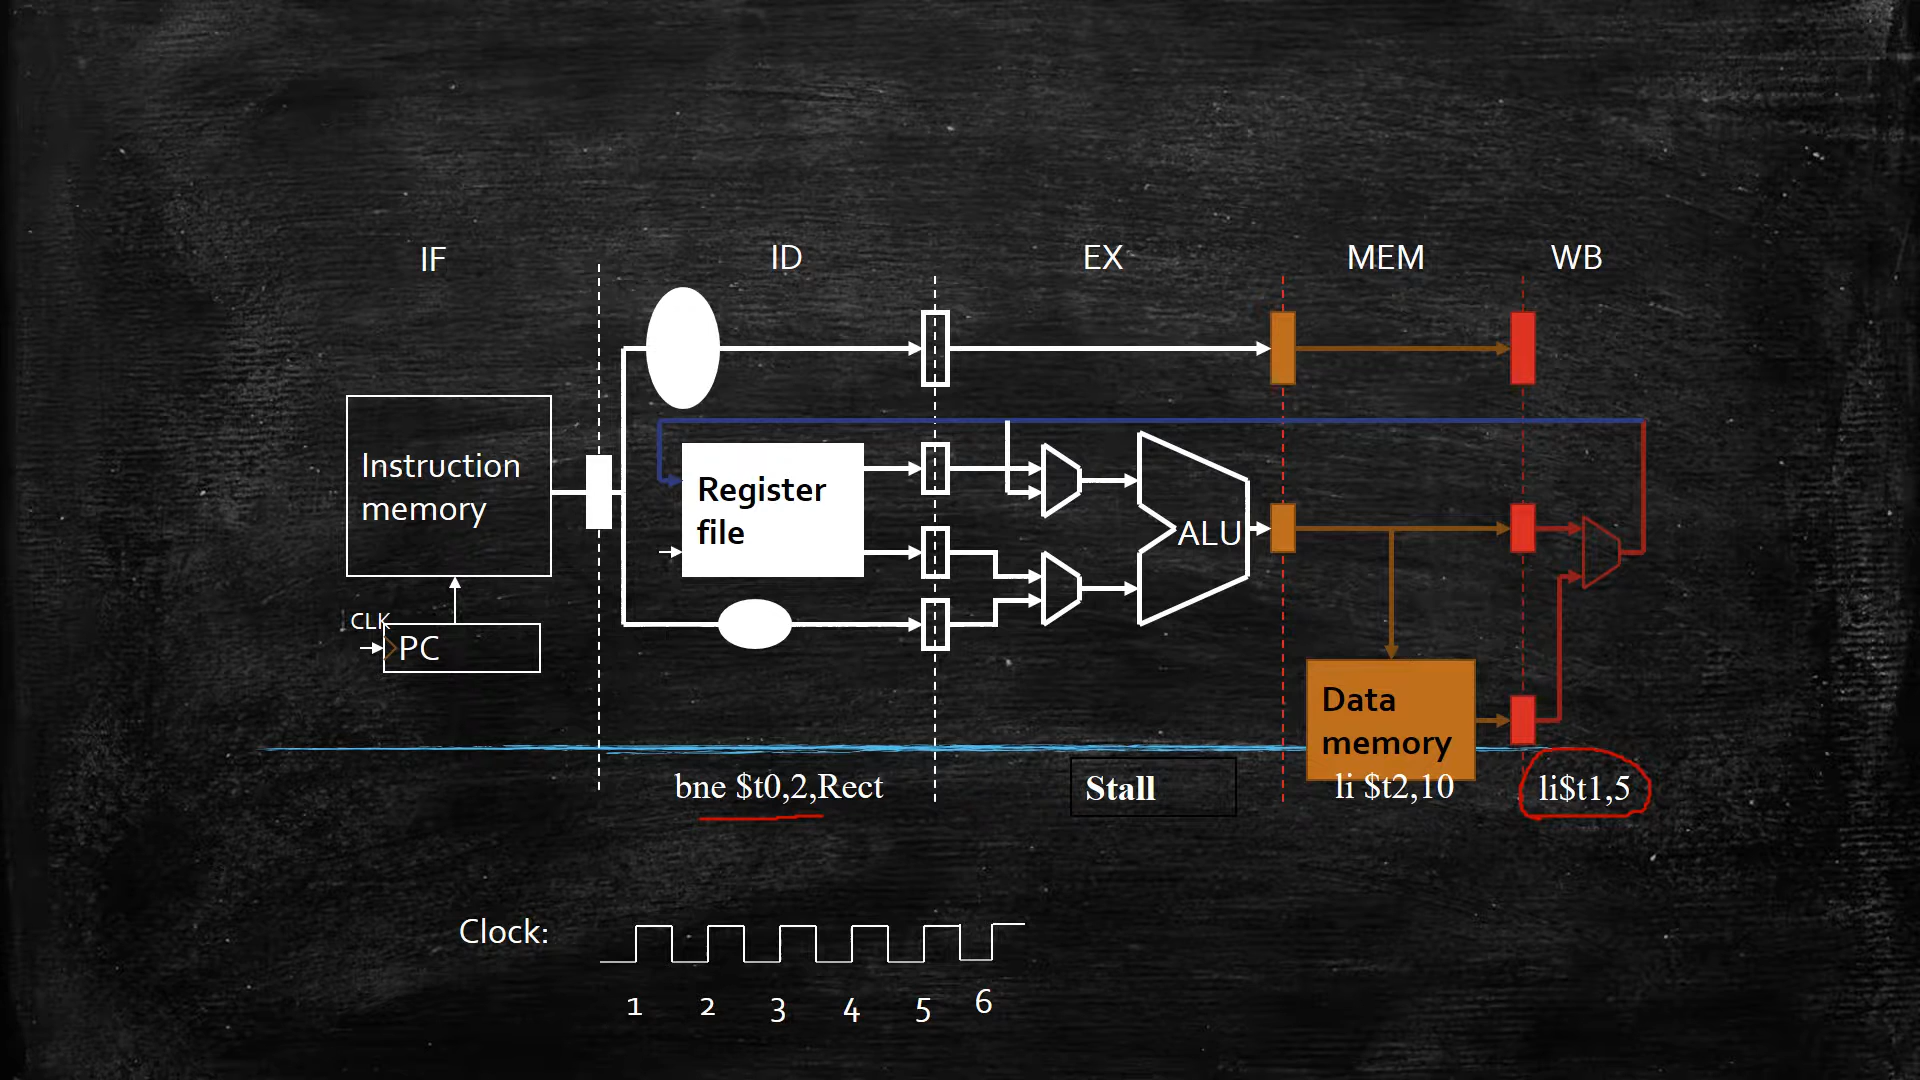 IF
ID
EX
MEM
WB
Instruction
memory
Register
file
ALU
CLK
PC
Data
memory
bne $t0,2,Rect
Stall
li $t2,10
li$t1,5
Clock:
1 2 3 4 5 6